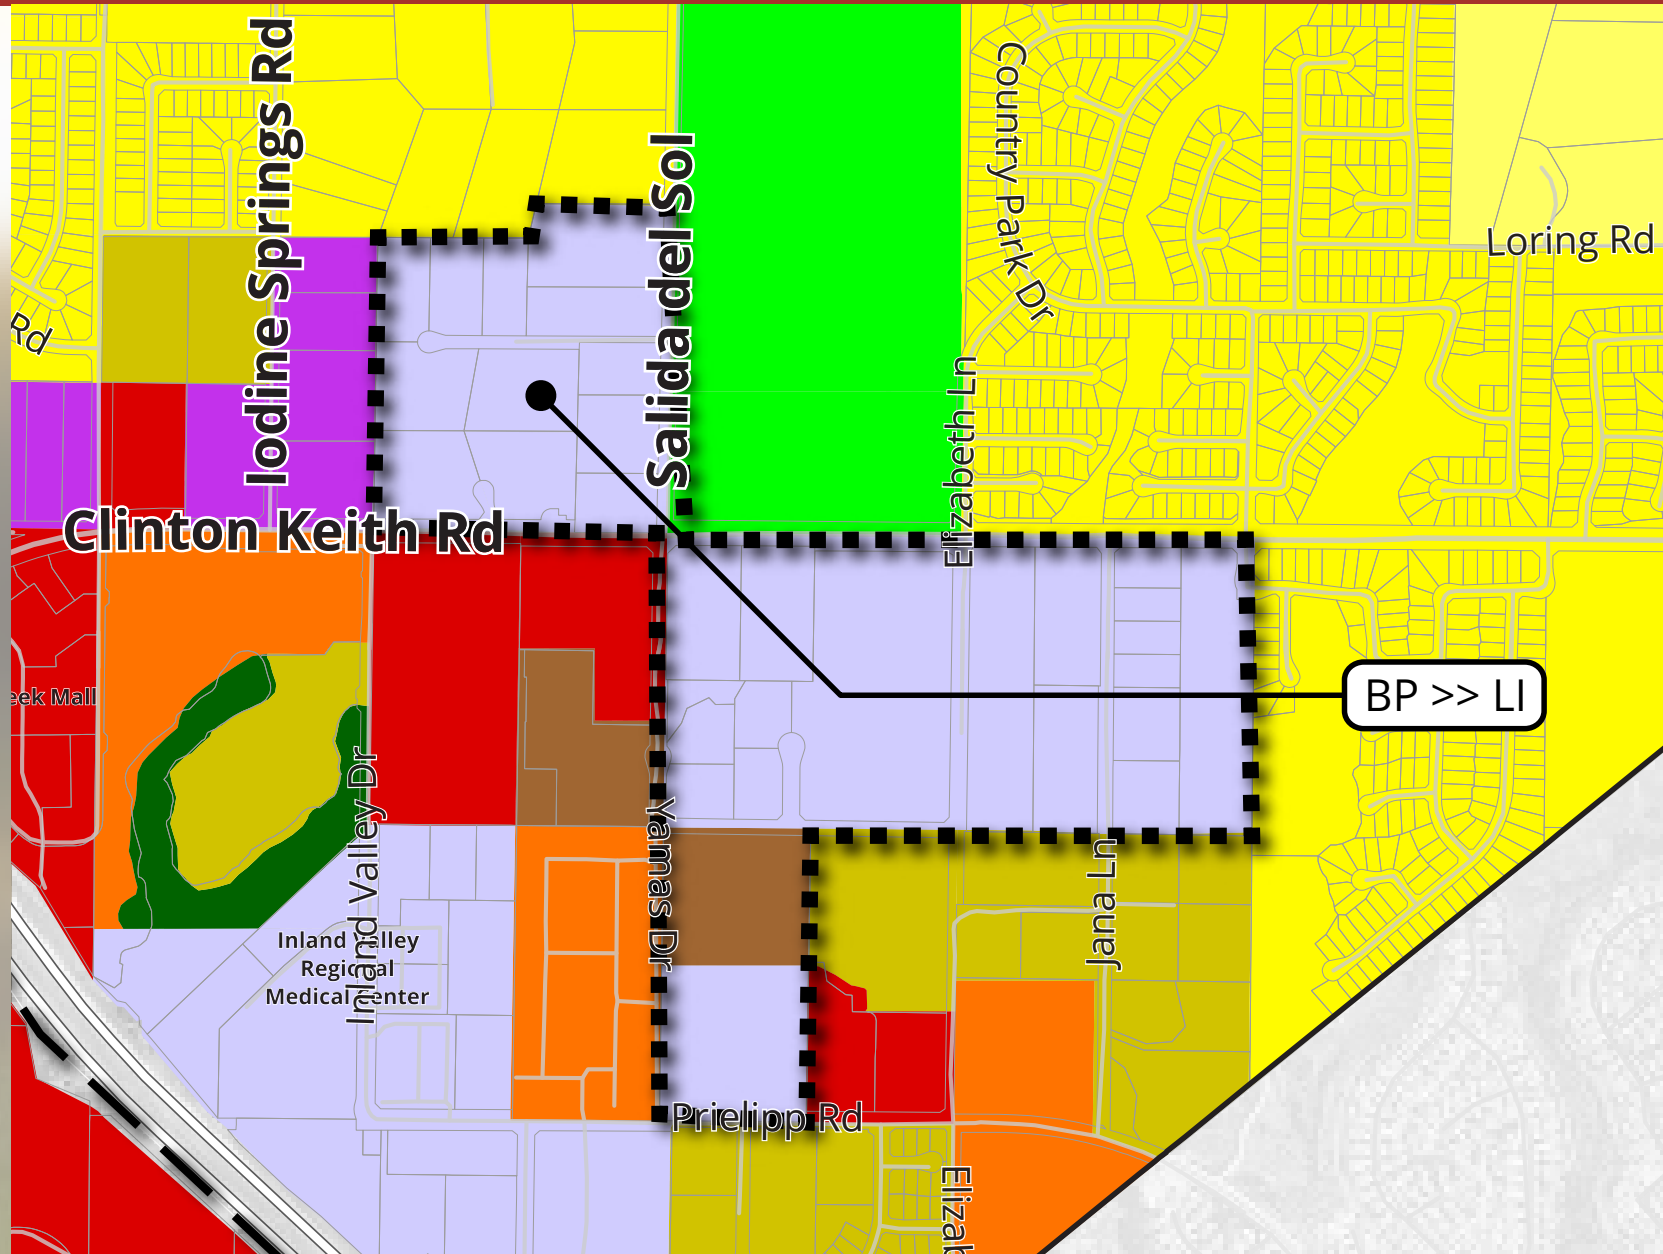 Iodine Springs Rd
Salida del Sol
Country Park Dr
Loring Rd
Rd
Elizabeth Ln
Clinton Keith Rd
eek Mall
BP >> LI
Inland Valley Dr
Yamas Dr
Jana Ln
Inland Valley
Regional
Medical Center
Prielipp Rd
Elizab